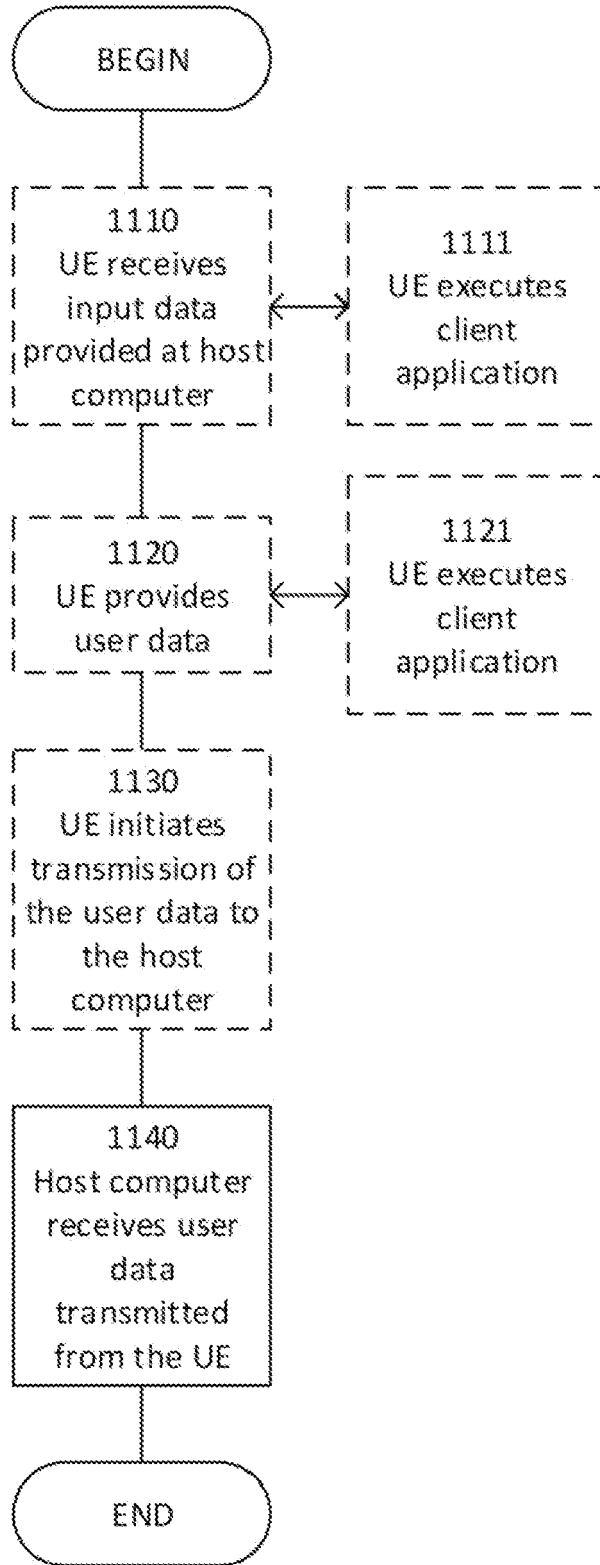 BEGIN
1110
UE receives
input data
provided at host
computer
1111
UE executes
client
application
1120
UE provides
user data
1121
UE executes
client
application
1130
UE initiates
transmission of
the user data to
the host
computer
1140
Host computer
receives user
data
transmitted
from the UE
END